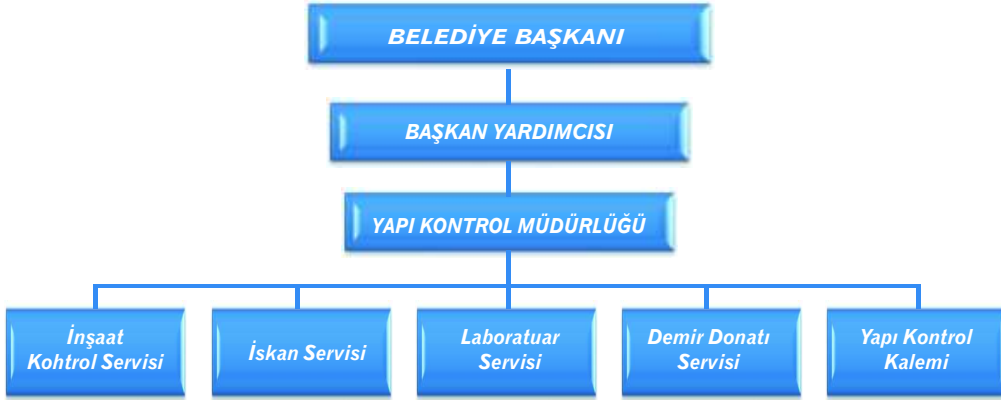 BELEDİYE BAŞKANI
BAŞKAN YARDIMCISI
YAPI KONTROL MÜDÜRLÜĞÜ
İnşaat
Kohtrol Servisi
İskan Servisi
Laboratuar
Servisi
Demir Donatı
Servisi
Yapı Kontrol
Kalemi